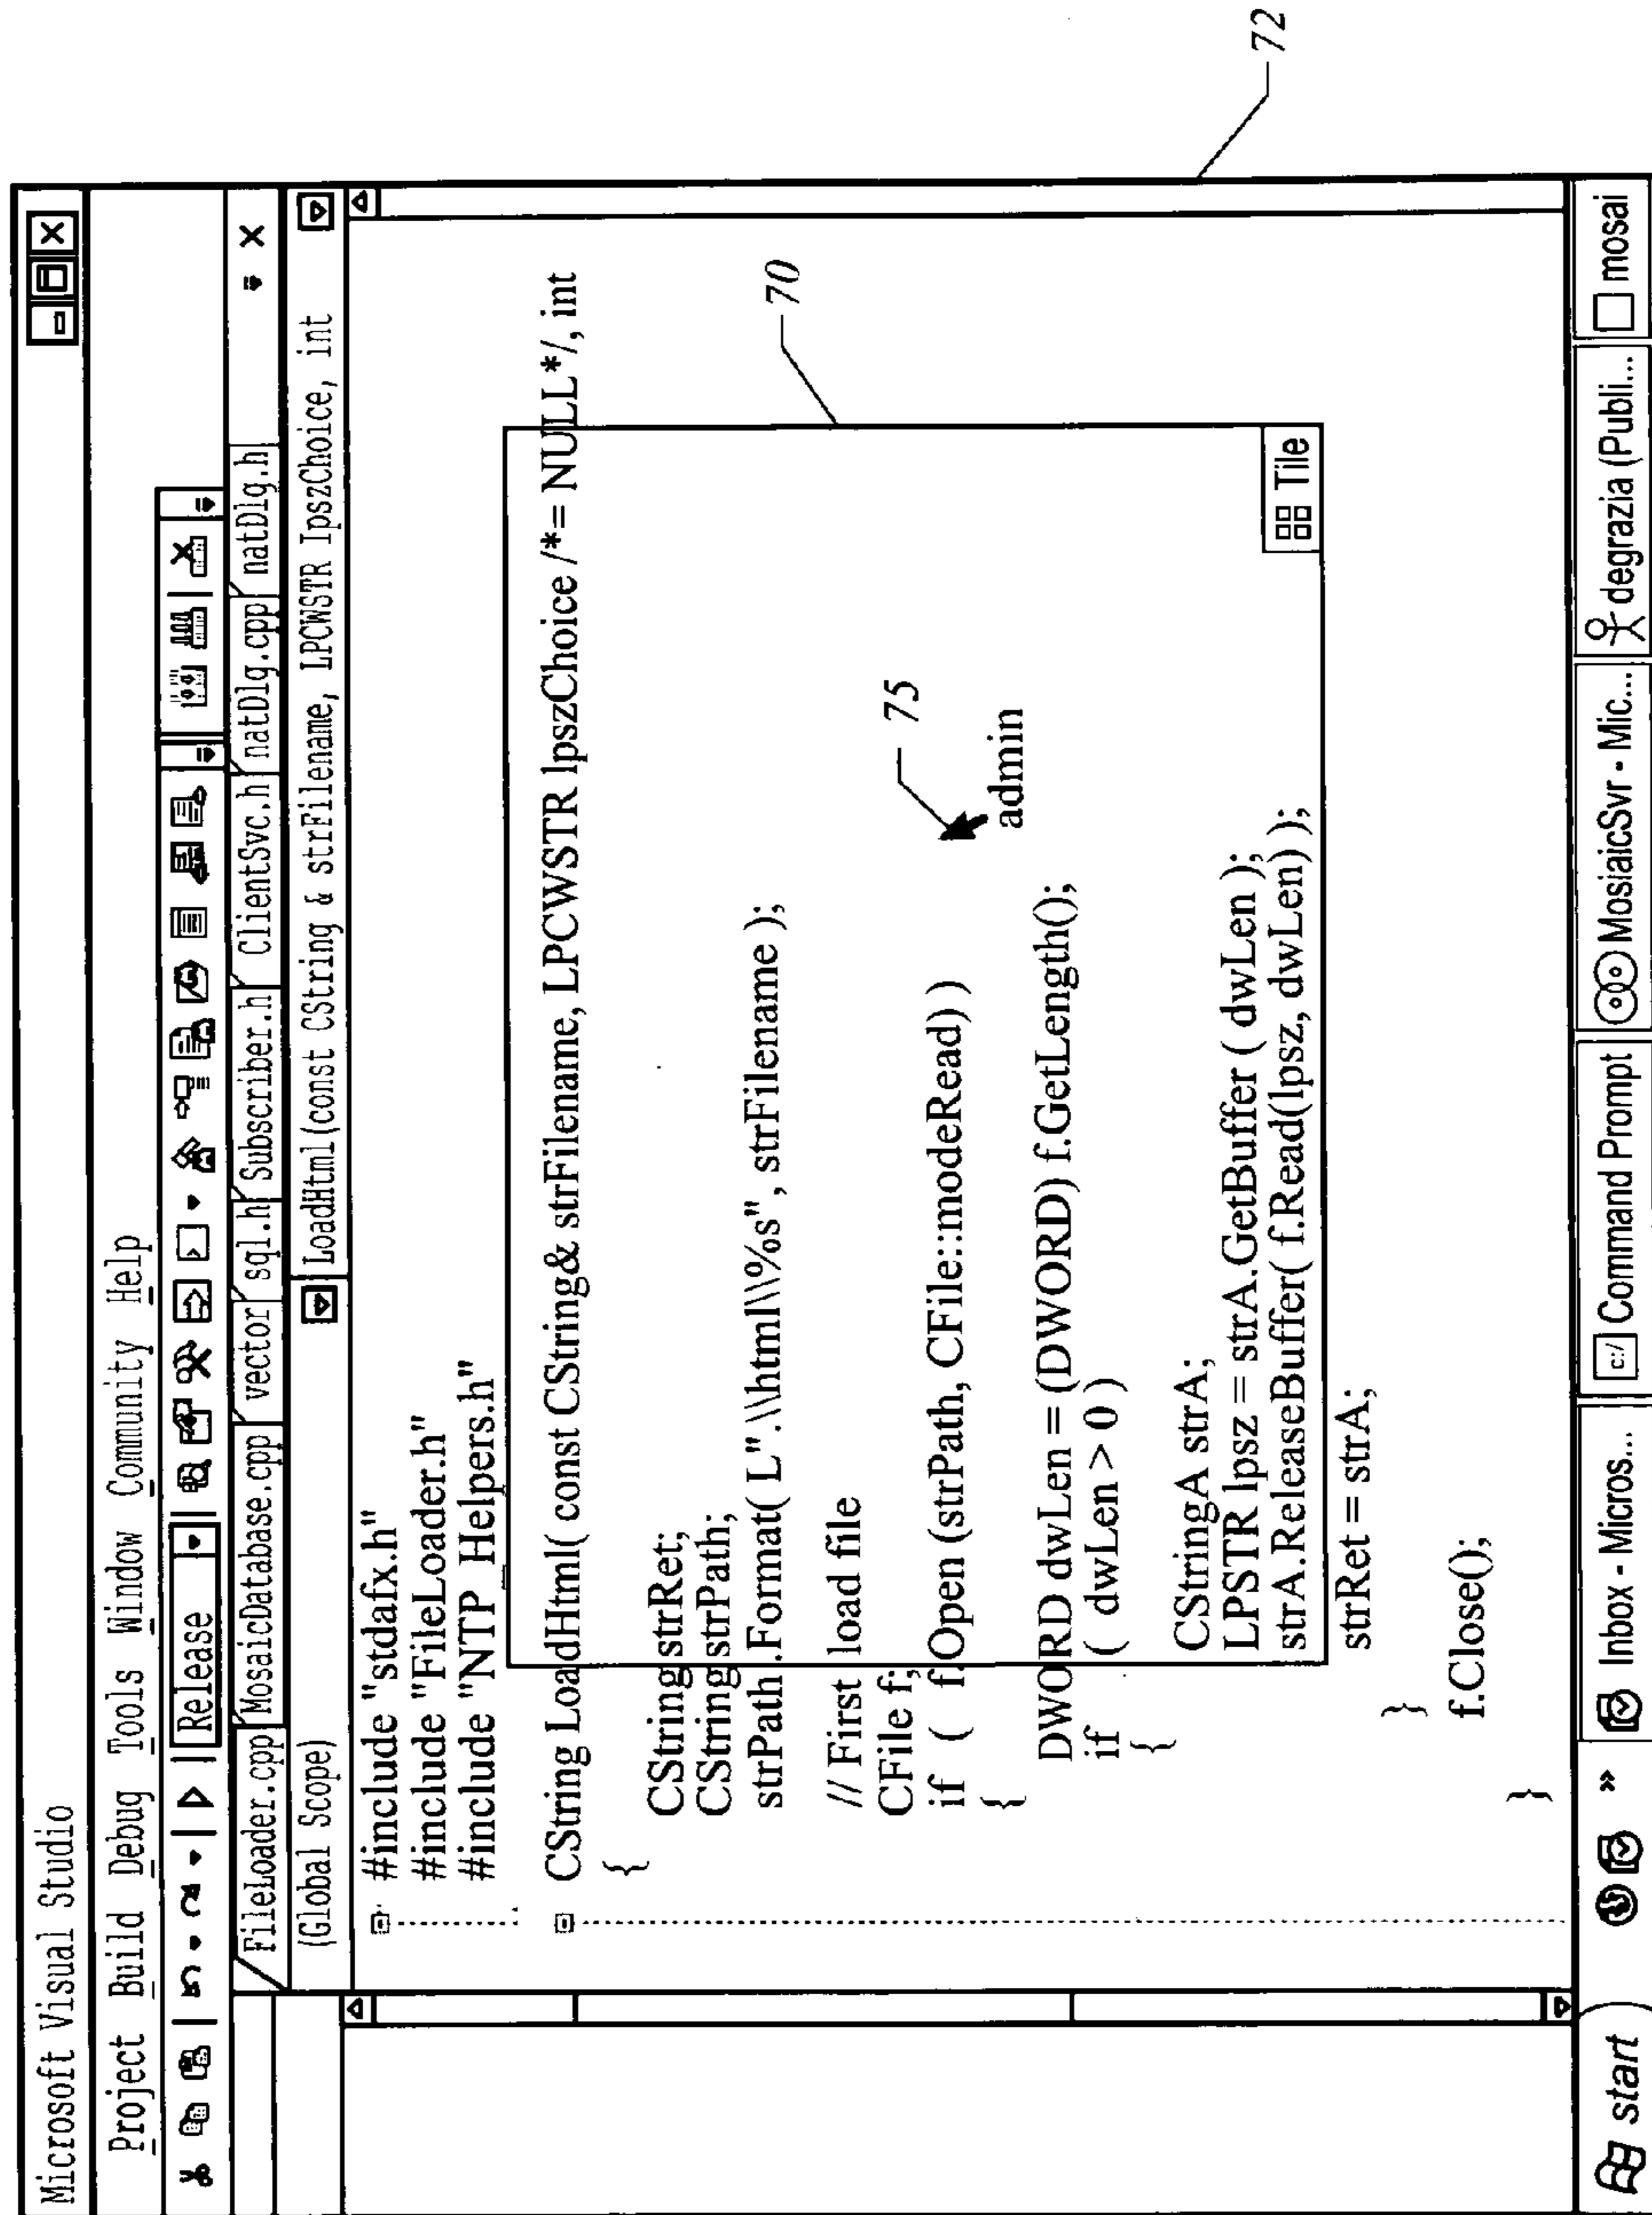 Microsoft Visual Studio
Project Build Debug Tools Window Community Help
Release
FileLoader.cpp MosaicDatabase.cpp vector sql.h Subscriber.h ClientSvc.h natDlg.cpp natDlg.h
(Global Scope) LoadHtml(const CString & strFilename, LPCWSTR IpszChoice, int
#include "stdafx.h"
#include "FileLoader.h"
#include "NTP Helpers.h"
CString LoadHtml( const CString& strFilename, LPCWSTR lpszChoice /*= NULL*/, int
{
CString strRet;
CString strPath;
strPath.Format( L".\\html\\%s", strFilename );
70
// First load file
CFile f;
if ( f.Open (strPath, CFile::modeRead) )
75
{
admin
DWORD dwLen = (DWORD) f.GetLength();
if ( dwLen > 0 )
{
CStringA strA;
LPSTR lpsz = strA.GetBuffer ( dwLen );
strA.ReleaseBuffer( f.Read(lpsz, dwLen) );
Tile
strRet = strA;
}
f.Close();
}
72
start » Inbox - Micros... c:/ Command Prompt MosiaicSvr - Mic... degrazia (Publi... mosai